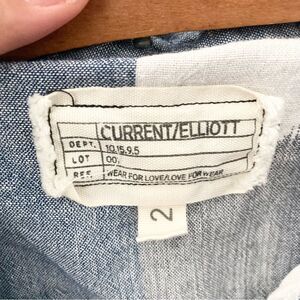 CURRENT/ELLIOTT
DEPT. 10.15.9.5
LOT 00.
REF. WEAR FOR LOVE/LOVE FOR WEAR
2